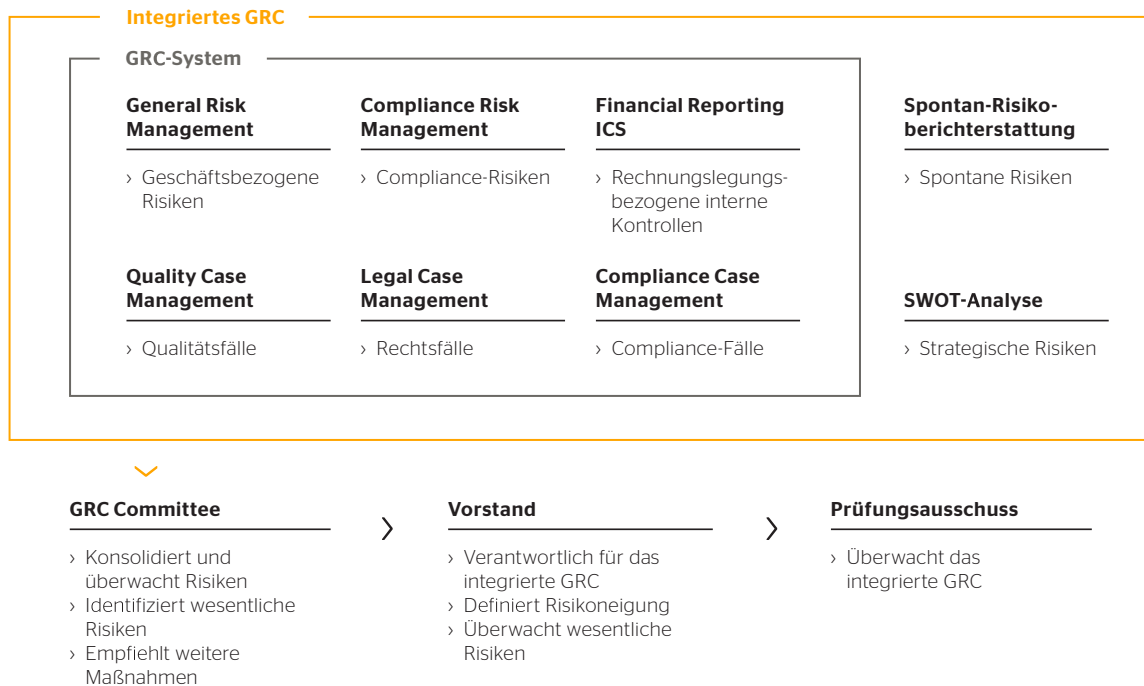 Integriertes GRC
GRC-System
General Risk
Management
› Geschäftsbezogene
Risiken
Compliance Risk
Management
› Compliance-Risiken
Financial Reporting
ICS
› Rechnungslegungs-
bezogene interne
Kontrollen
Spontan-Risiko-
berichterstattung
› Spontane Risiken
Quality Case
Management
› Qualitätsfälle
Legal Case
Management
› Rechtsfälle
Compliance Case
Management
› Compliance-Fälle
SWOT-Analyse
› Strategische Risiken
GRC Committee
› Konsolidiert und
überwacht Risiken
› Identifiziert wesentliche
Risiken
› Empfiehlt weitere
Maßnahmen
Vorstand
› Verantwortlich für das
integrierte GRC
› Definiert Risikoneigung
› Überwacht wesentliche
Risiken
Prüfungsausschuss
› Überwacht das
integrierte GRC